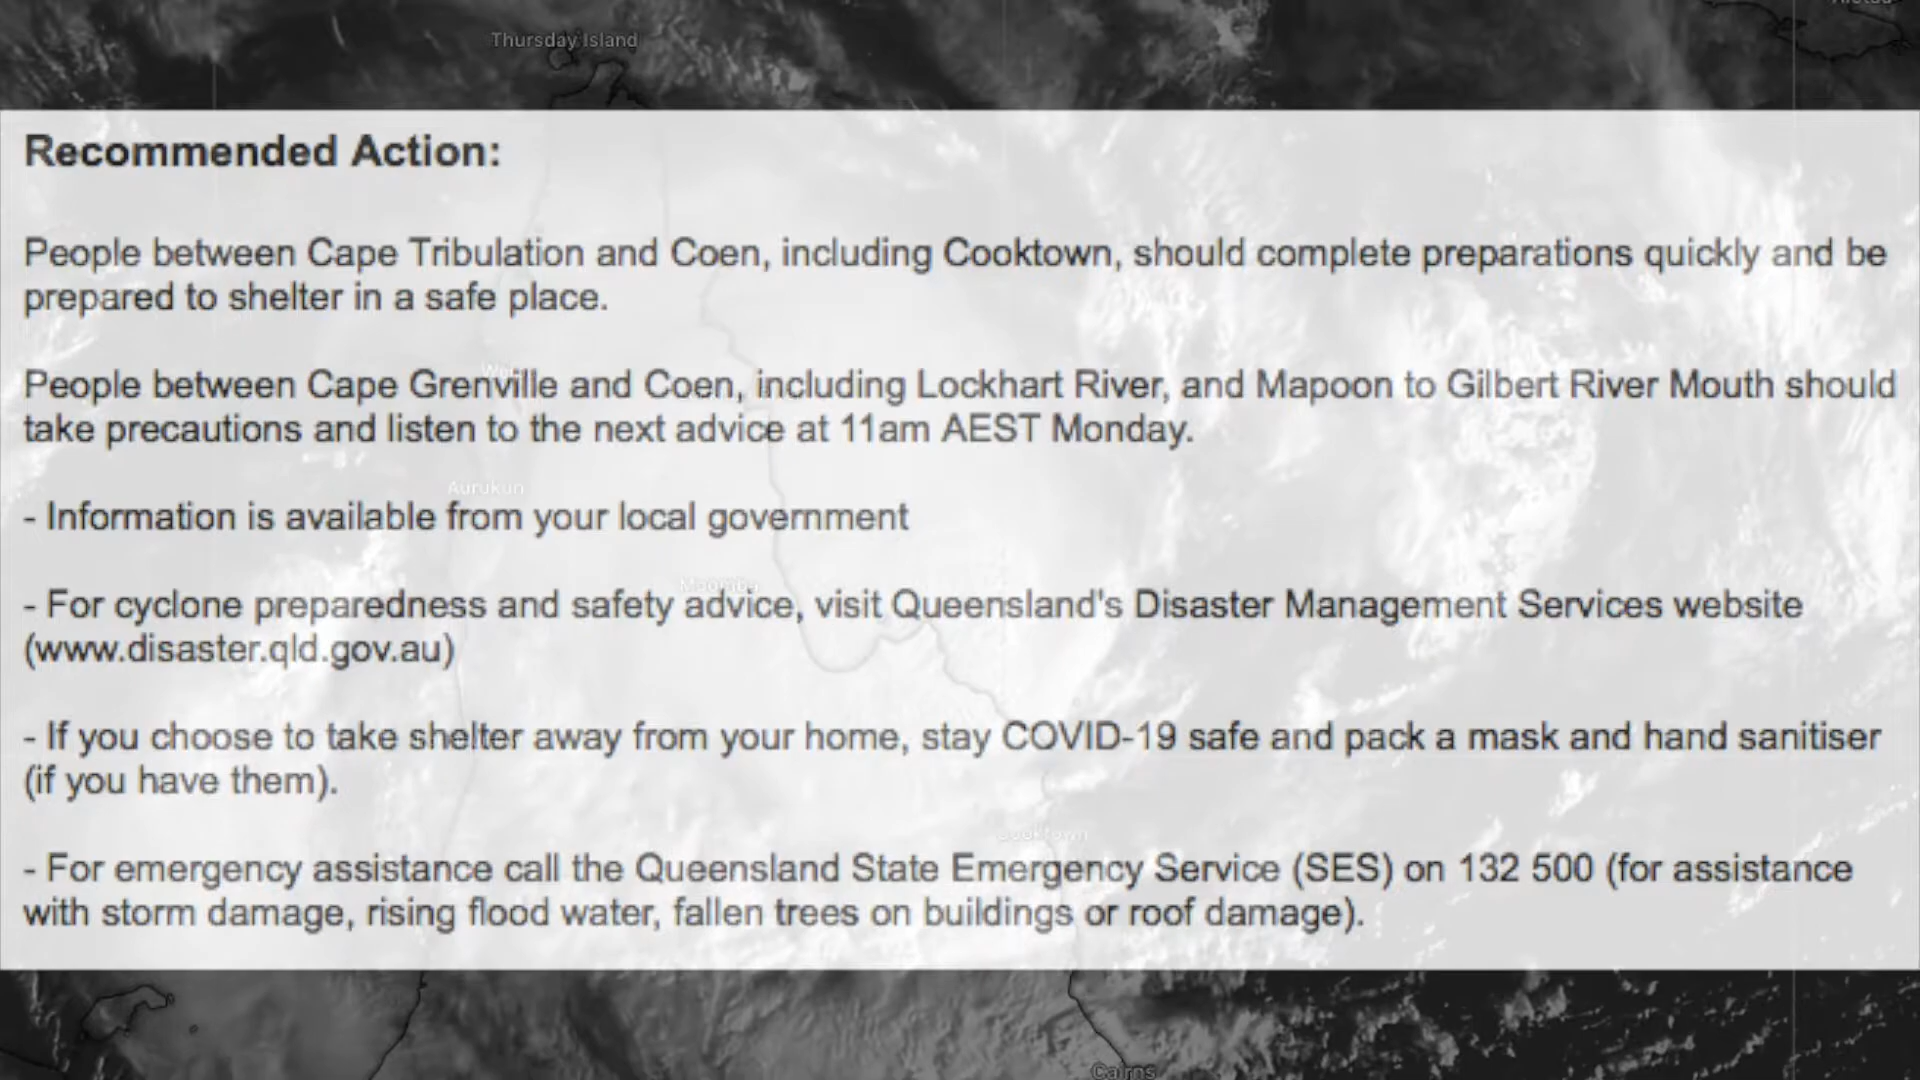 Thursday Island
Recommended Action:
People between Cape Tribulation and Coen, including Cooktown, should complete preparations quickly and be
prepared to shelter in a safe place.
People between Cape Grenville and Coen, including Lockhart River, and Mapoon to Gilbert River Mouth should
take precautions and listen to the next advice at 11am AEST Monday.
Aurukun
- Information is available from your local government
- For cyclone preparedness and safety advice, visit Queensland's Disaster Management Services website
(www.disaster.qld.gov.au)
- If you choose to take shelter away from your home, stay COVID-19 safe and pack a mask and hand sanitiser
(if you have them).
Cooktown
- For emergency assistance call the Queensland State Emergency Service (SES) on 132 500 (for assistance
with storm damage, rising flood water, fallen trees on buildings or roof damage).
Cairns